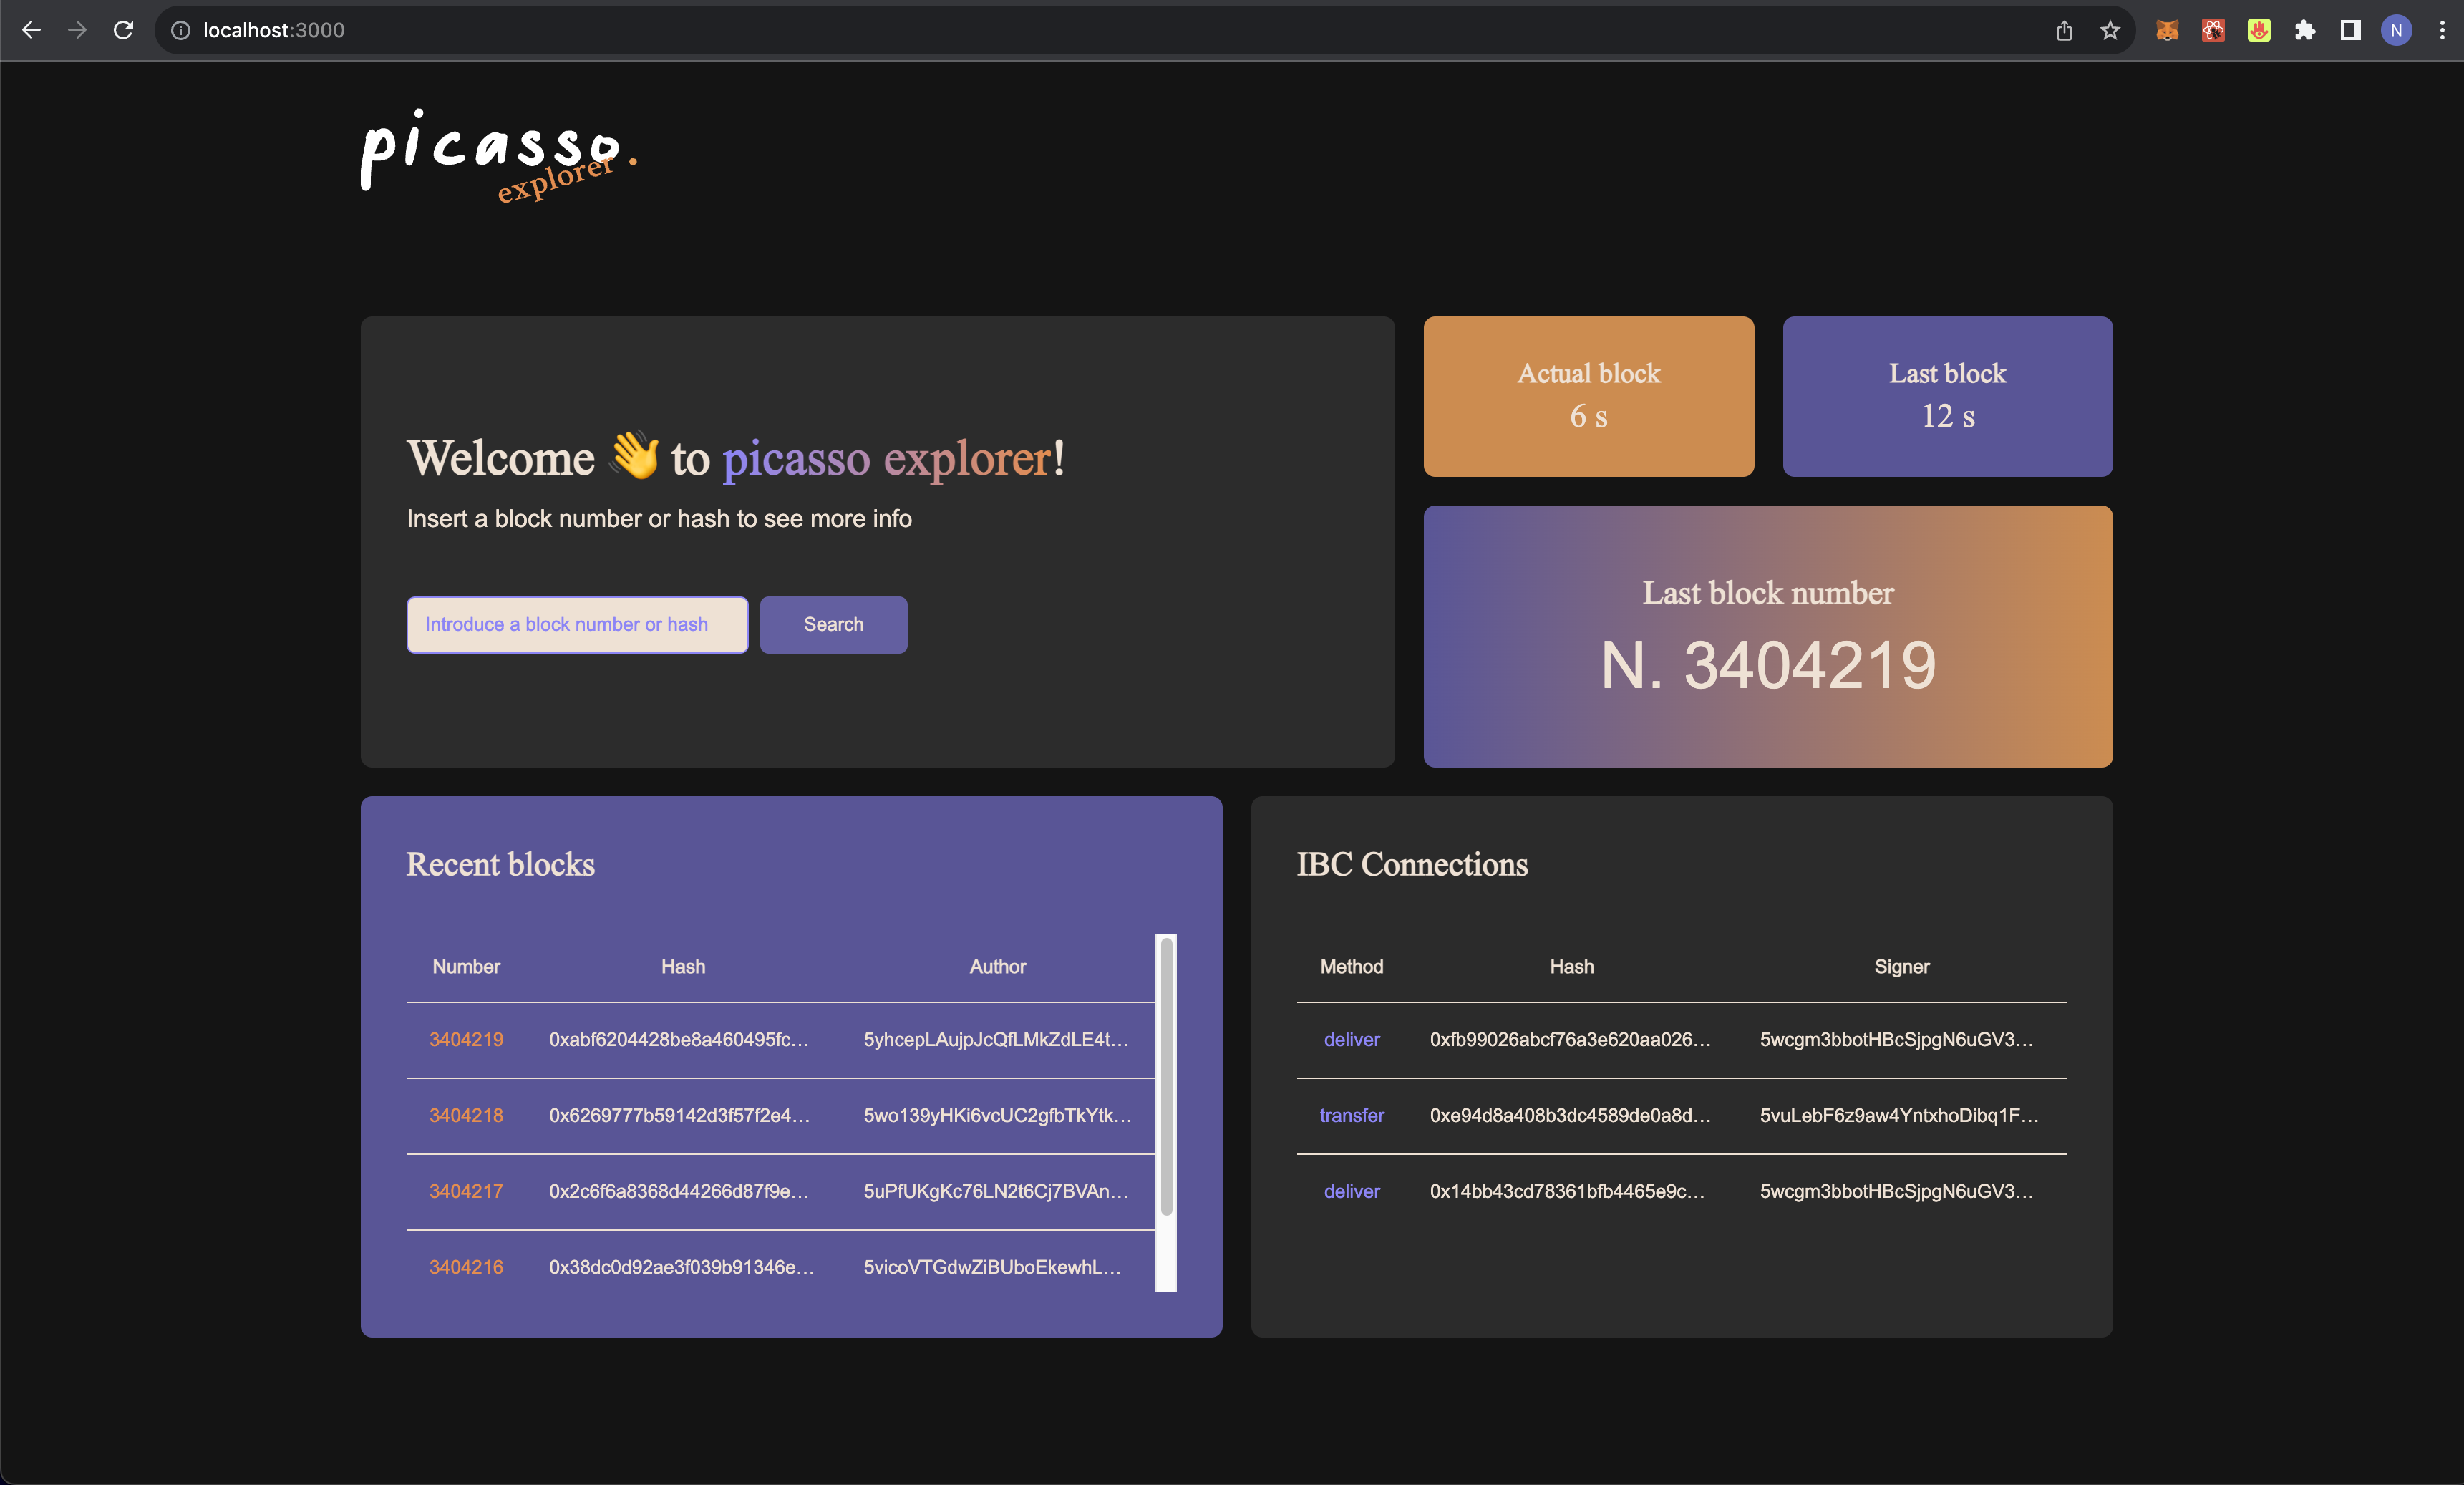 localhost:3000
N
picasso.
explorer
Welcome 👋 to picasso explorer!
Insert a block number or hash to see more info
Introduce a block number or hash
Search
Actual block
6 s
Last block
12 s
Last block number
N. 3404219
Recent blocks
Number Hash Author
3404219 0xabf6204428be8a460495fc... 5yhcepLAujpJcQfLMkZdLE4t...
3404218 0x6269777b59142d3f57f2e4... 5wo139yHKi6vcUC2gfbTkYtk...
3404217 0x2c6f6a8368d44266d87f9e... 5uPfUKgKc76LN2t6Cj7BVAn...
3404216 0x38dc0d92ae3f039b91346e... 5vicoVTGdwZiBUboEkewhL...
IBC Connections
Method Hash Signer
deliver 0xfb99026abcf76a3e620aa026... 5wcgm3bbotHBcSjpgN6uGV3...
transfer 0xe94d8a408b3dc4589de0a8d... 5vuLebF6z9aw4YntxhoDibq1F...
deliver 0x14bb43cd78361bfb4465e9c... 5wcgm3bbotHBcSjpgN6uGV3...